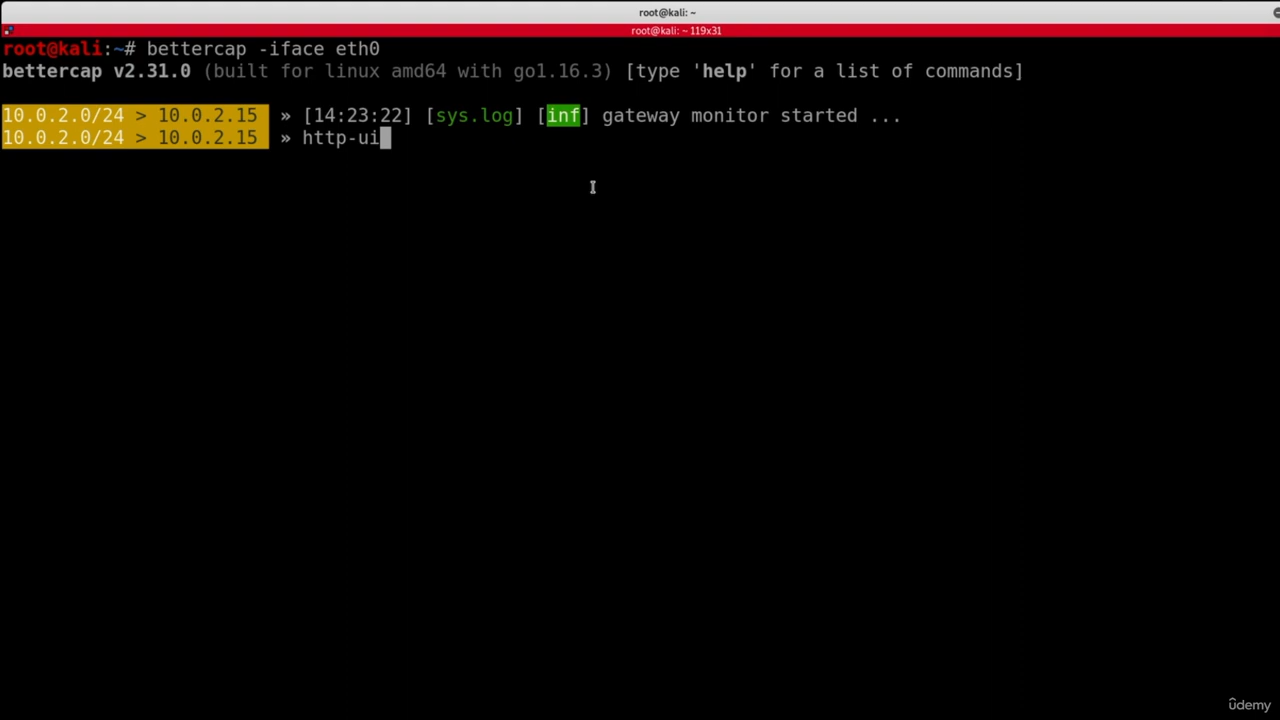 root@kali: ~
root@kali: ~ 119x31
root@kali:~# bettercap -iface eth0
bettercap v2.31.0 (built for linux amd64 with go1.16.3) [type 'help' for a list of commands]
10.0.2.0/24 > 10.0.2.15 » [14:23:22] [sys.log] [inf] gateway monitor started ...
10.0.2.0/24 > 10.0.2.15 » http-ui
ûdemy